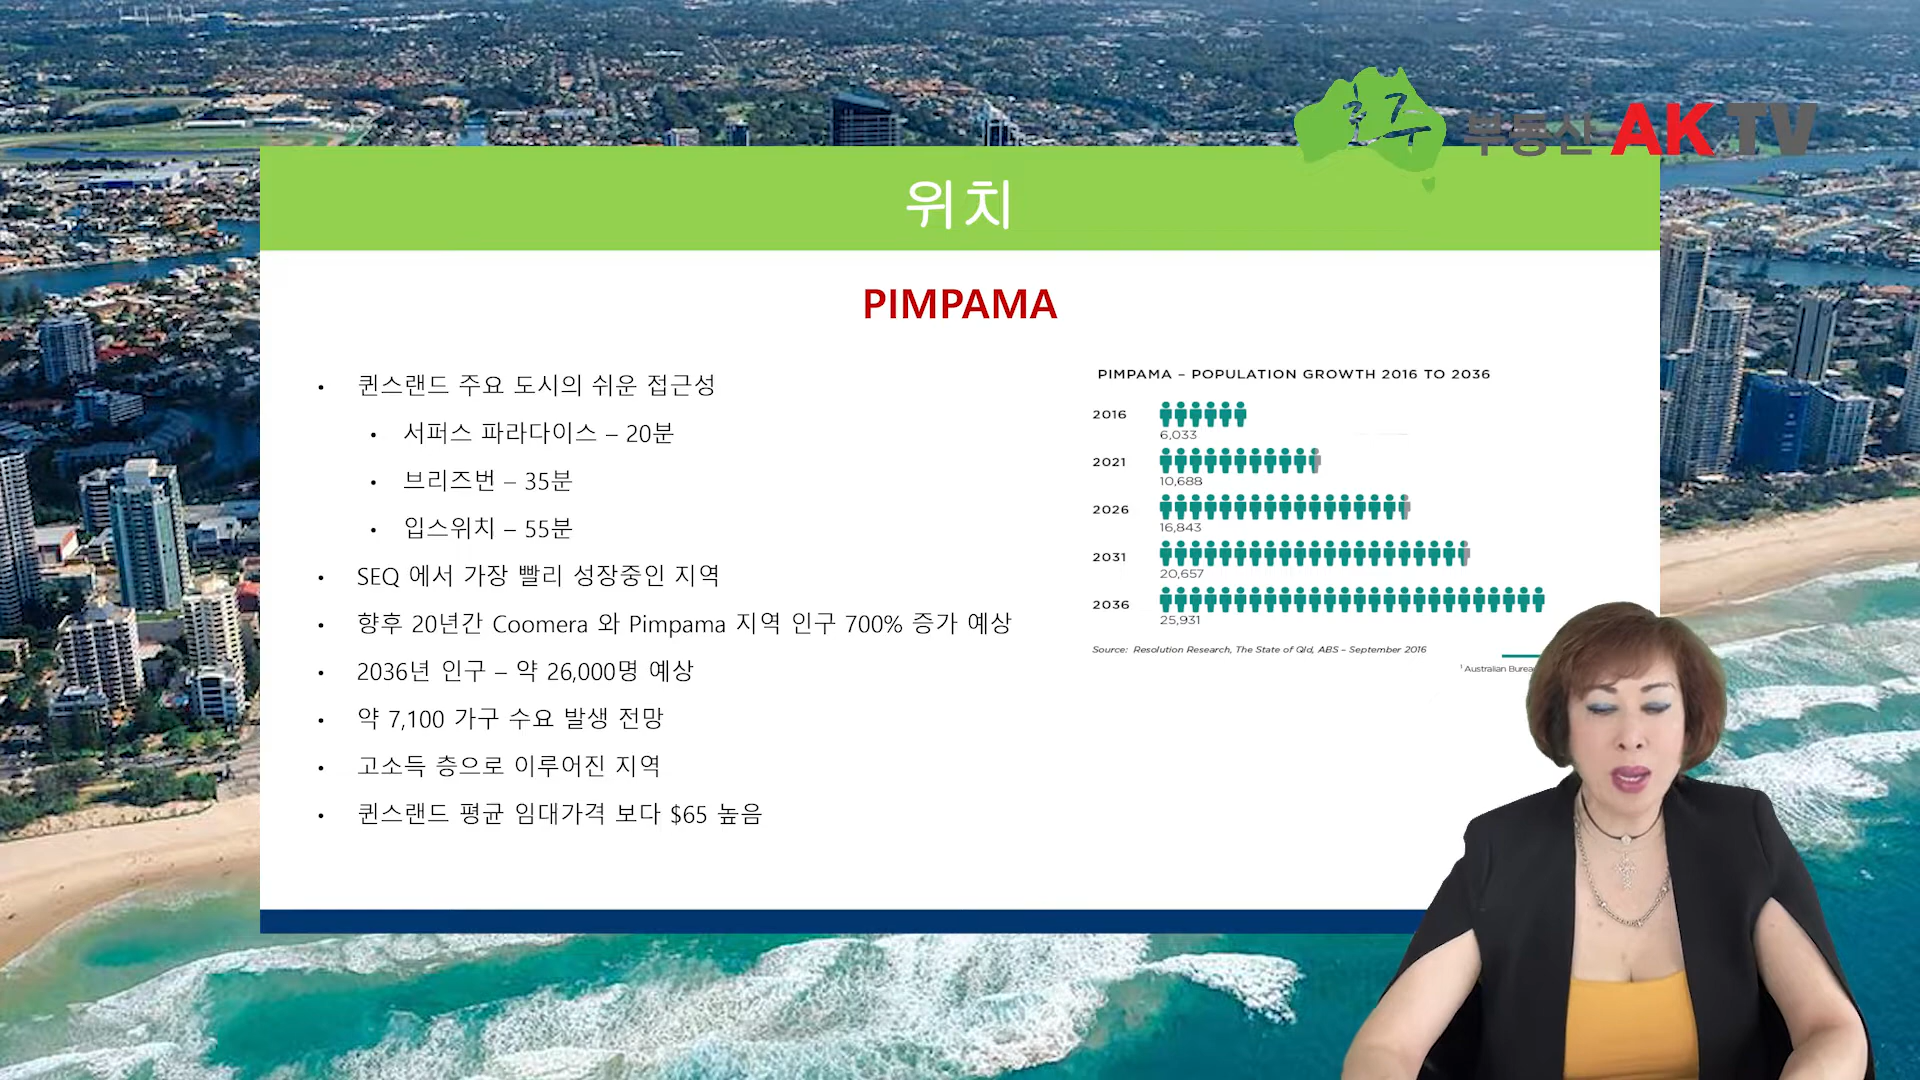 호주 부동산 AK TV
위치
PIMPAMA
• 퀸스랜드 주요 도시의 쉬운 접근성
• 서퍼스 파라다이스 – 20분
• 브리즈번 – 35분
• 입스위치 – 55분
• SEQ 에서 가장 빨리 성장중인 지역
• 향후 20년간 Coomera 와 Pimpama 지역 인구 700% 증가 예상
• 2036년 인구 – 약 26,000명 예상
• 약 7,100 가구 수요 발생 전망
• 고소득 층으로 이루어진 지역
• 퀸스랜드 평균 임대가격 보다 $65 높음
PIMPAMA – POPULATION GROWTH 2016 TO 2036
2016
6,033
2021
10,688
2026
16,843
2031
20,657
2036
25,931
Source: Resolution Research, The State of Qld, ABS – September 2016
1 Australian Burea